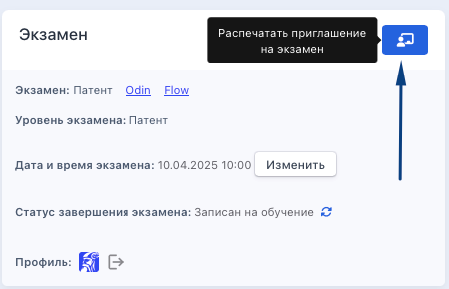 Экзамен
Распечатать приглашение
на экзамен
Экзамен: Патент Odin Flow
Уровень экзамена: Патент
Дата и время экзамена: 10.04.2025 10:00 Изменить
Статус завершения экзамена: Записан на обучение
Профиль: